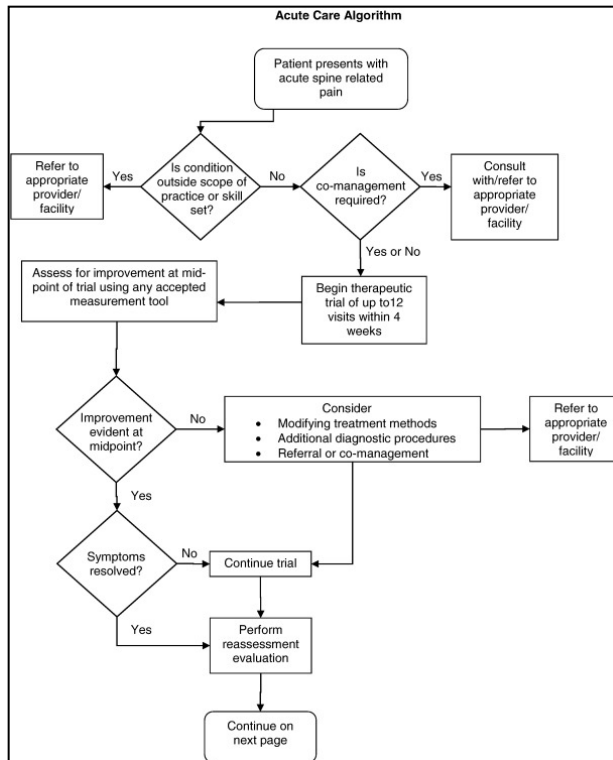 Acute Care Algorithm
Patient presents with
acute spine related
pain
Refer to
appropriate
provider/
facility
Yes
Is condition
outside scope of
practice or skill
set?
No
Is
co-management
required?
Yes
Consult
with/refer to
appropriate
provider/
facility
Yes or No
Assess for improvement at mid-
point of trial using any accepted
measurement tool
Begin therapeutic
trial of up to12
visits within 4
weeks
Improvement
evident at
midpoint?
No
Consider
• Modifying treatment methods
• Additional diagnostic procedures
• Referral or co-management
Refer to
appropriate
provider/
facility
Yes
Symptoms
resolved?
No
Continue trial
Yes
Perform
reassessment
evaluation
Continue on
next page